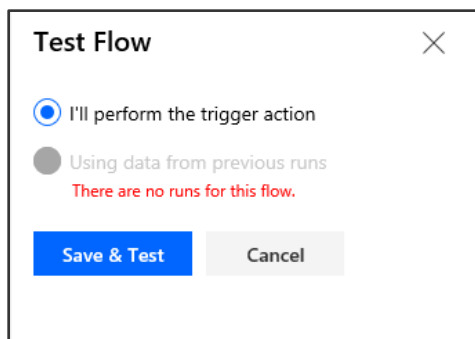 Test Flow
I'll perform the trigger action
Using data from previous runs
There are no runs for this flow.
Save & Test
Cancel